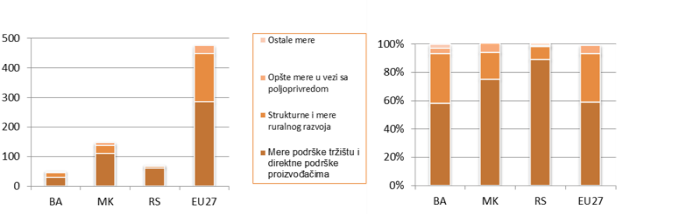 500
400
300
200
100
0
BA MK RS EU27
Ostale mere
Opšte mere u vezi sa
poljoprivredom
Strukturne i mere
ruralnog razvoja
Mere podrške tržištu i
direktne podrške
proizvođačima
100%
80%
60%
40%
20%
0%
BA MK RS EU27